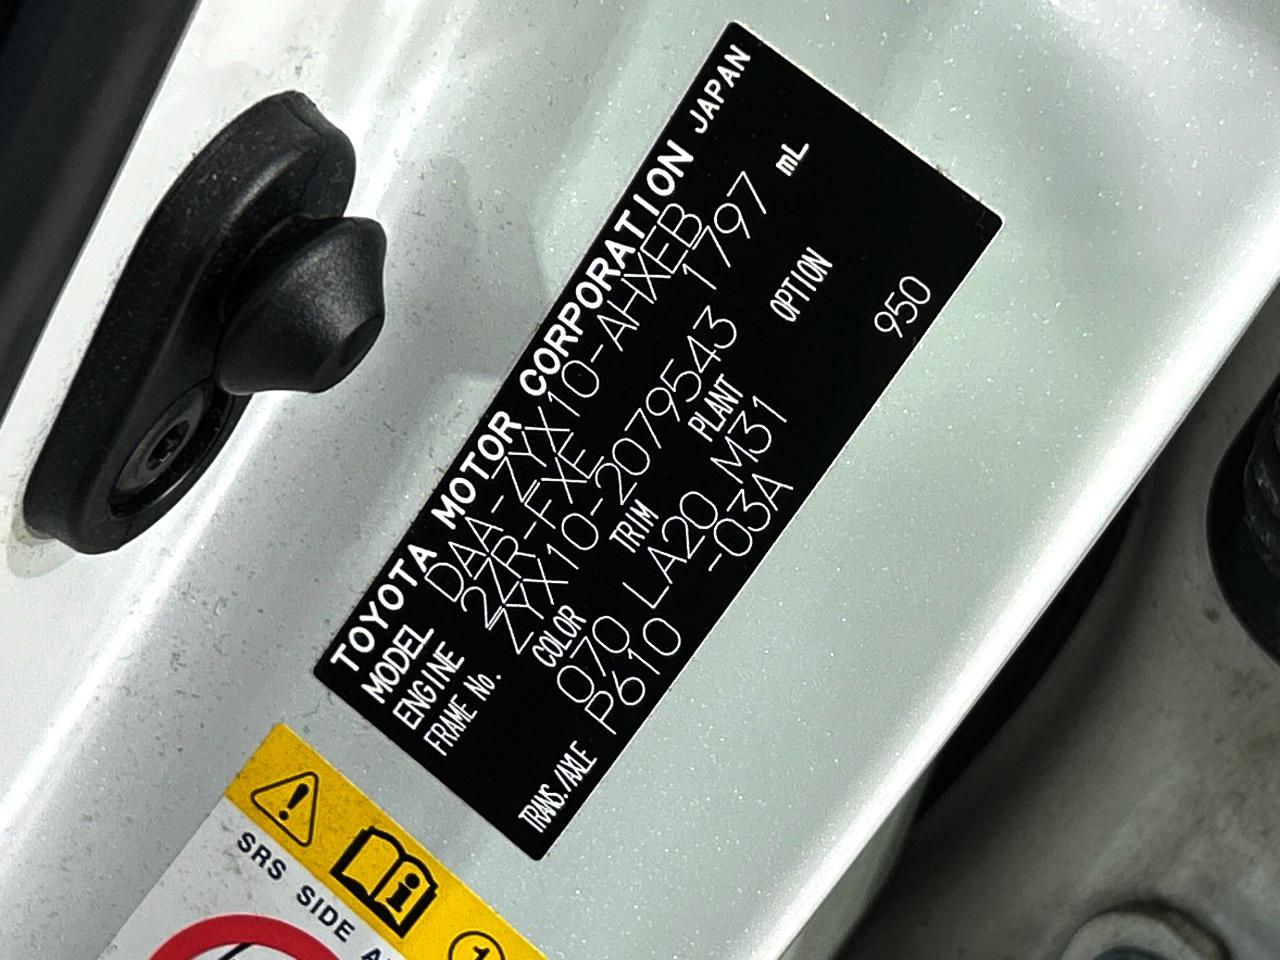 TOYOTA MOTOR CORPORATION JAPAN
MODEL DAA-ZYX10-AHXEB
ENGINE 2ZR-FXE 1797 mL
FRAME No. ZYX10-2079543
COLOR TRIM PLANT OPTION
070 LA20 M31 950
TRANS./AXLE P610 -03A
SRS SIDE
1